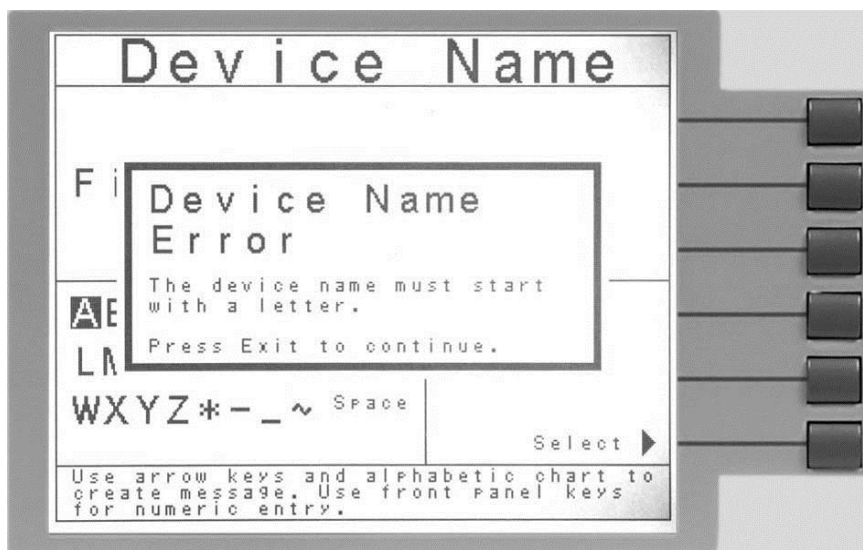 Device Name
Fi
Device Name
Error
The device name must start
with a letter.
Press Exit to continue.
A
L
WXYZ*-_~ Space
Select
Use arrow keys and alphabetic chart to
create message. Use front panel keys
for numeric entry.